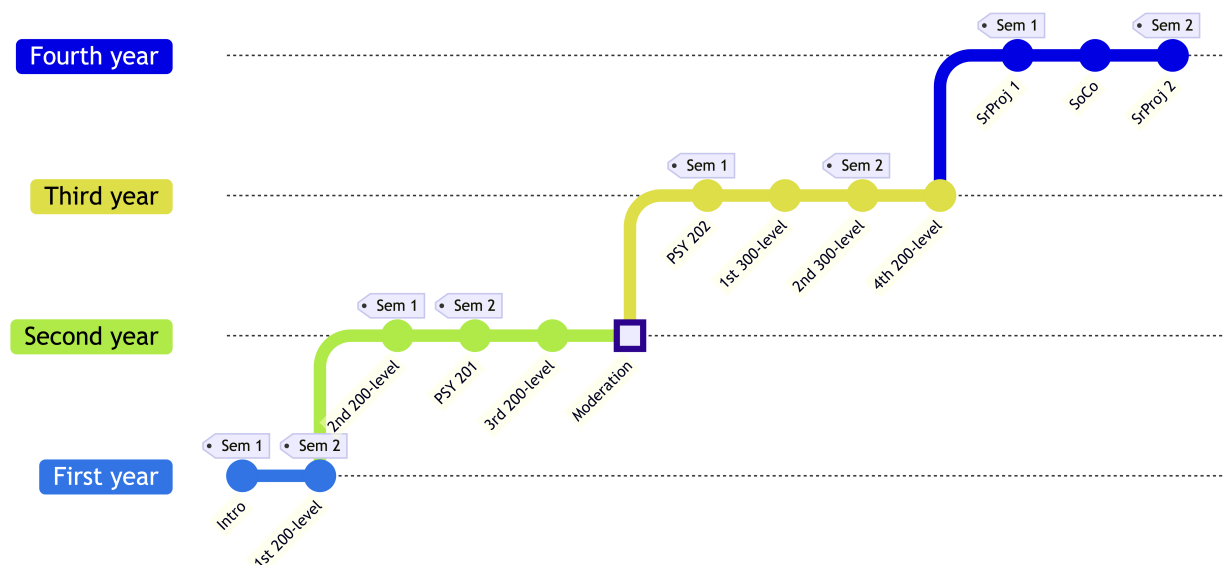 Fourth year
Sem 1
Sem 2
SrProj 1
SoCo
SrProj 2
Third year
Sem 1
Sem 2
PSY 202
1st 300-level
2nd 300-level
4th 200-level
Second year
Sem 1
Sem 2
2nd 200-level
PSY 201
3rd 200-level
Moderation
First year
Sem 1
Sem 2
Intro
1st 200-level